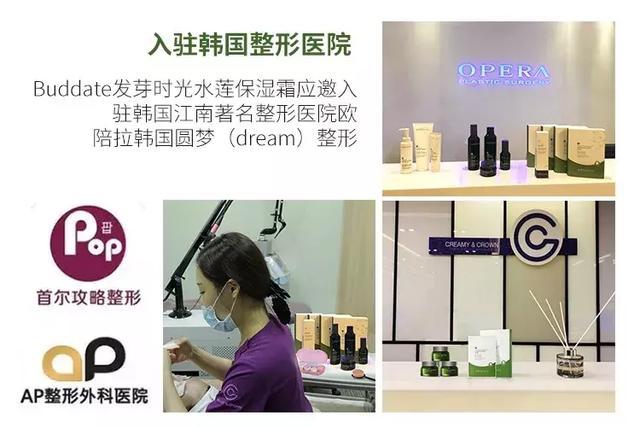 入驻韩国整形医院
Buddate发芽时光水莲保湿霜应邀入
驻韩国江南著名整形医院欧
陪拉韩国圆梦（dream）整形
OPERA
PLASTIC SURGERY
Pop
팝
首尔攻略整形
CREAMY & CROWN
AP整形外科医院